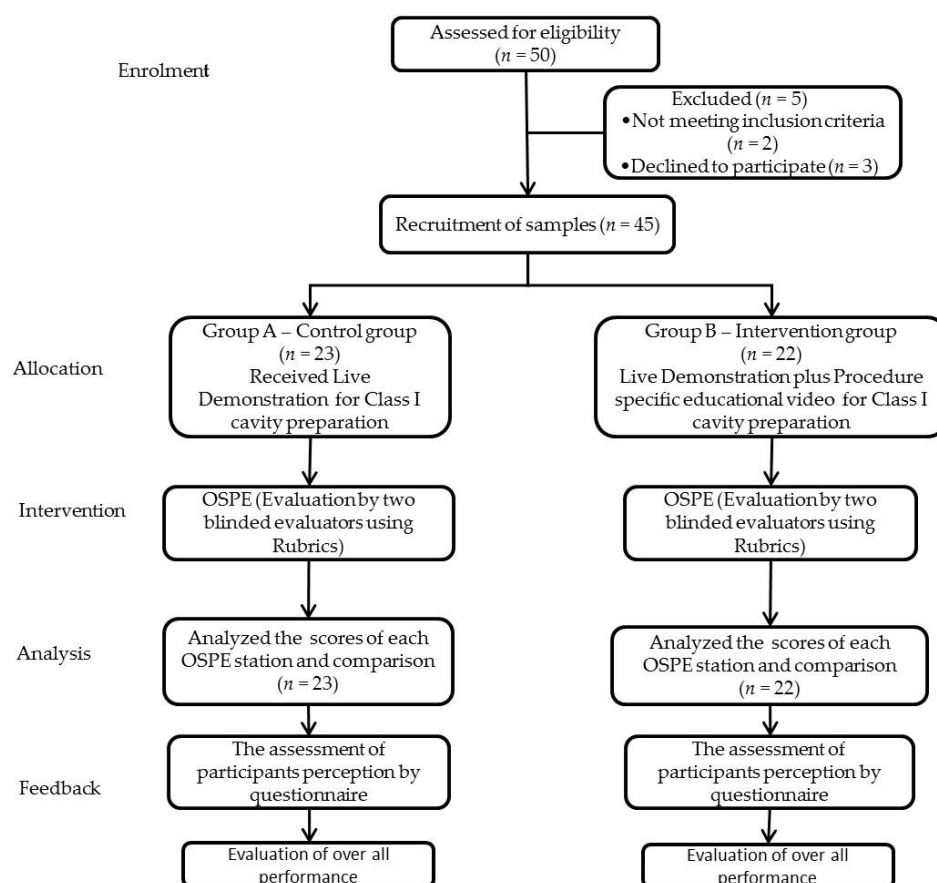 Assessed for eligibility
(n = 50)
Enrolment
Excluded (n = 5)
•Not meeting inclusion criteria
(n = 2)
•Declined to participate (n = 3)
Recruitment of samples (n = 45)
Allocation
Group A – Control group
(n = 23)
Received Live
Demonstration for Class I
cavity preparation
Group B – Intervention group
(n = 22)
Live Demonstration plus Procedure
specific educational video for Class I
cavity preparation
Intervention
OSPE (Evaluation by two
blinded evaluators using
Rubrics)
OSPE (Evaluation by two
blinded evaluators using
Rubrics)
Analysis
Analyzed the scores of each
OSPE station and comparison
(n = 23)
Analyzed the scores of each
OSPE station and comparison
(n = 22)
Feedback
The assessment of
participants perception by
questionnaire
The assessment of
participants perception by
questionnaire
Evaluation of over all
performance
Evaluation of over all
performance